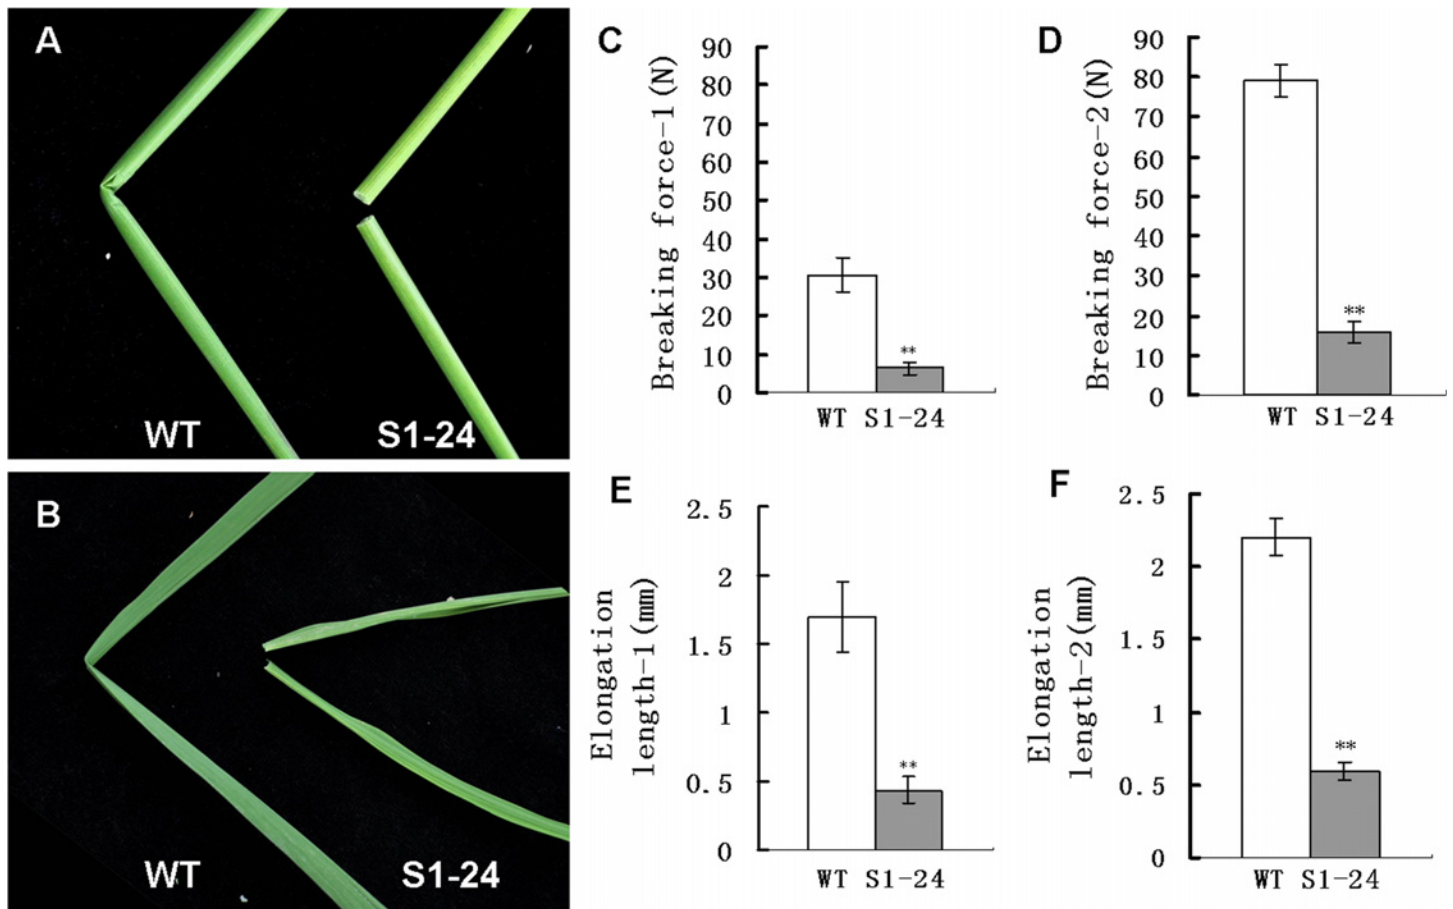 A
WT S1-24
B
WT S1-24
C
Breaking force-1(N)
90
80
70
60
50
40
30
20
10
0
**
WT S1-24
D
Breaking force-2(N)
90
80
70
60
50
40
30
20
10
0
**
WT S1-24
E
Elongation
length-1(mm)
2.5
2
1.5
1
0.5
0
**
WT S1-24
F
Elongation
length-2(mm)
2.5
2
1.5
1
0.5
0
**
WT S1-24